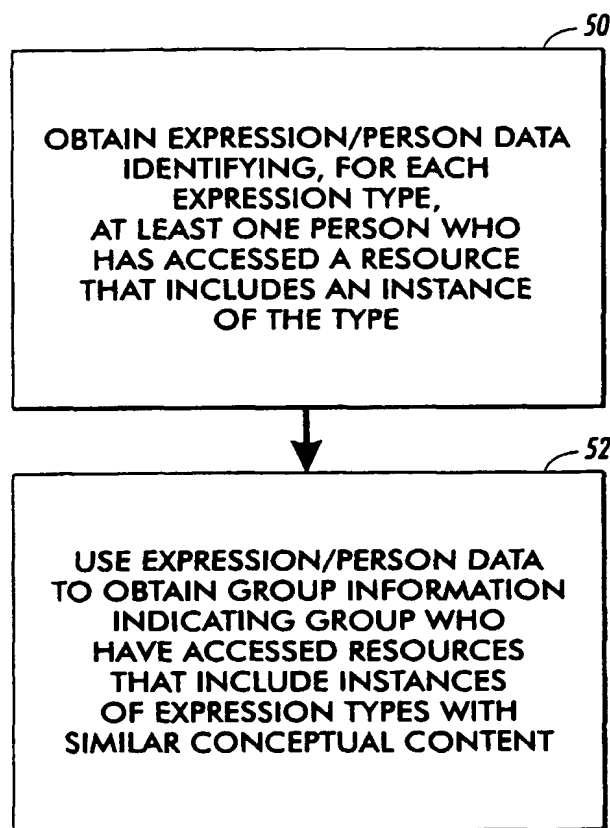 50
OBTAIN EXPRESSION/PERSON DATA
IDENTIFYING, FOR EACH
EXPRESSION TYPE,
AT LEAST ONE PERSON WHO
HAS ACCESSED A RESOURCE
THAT INCLUDES AN INSTANCE
OF THE TYPE
52
USE EXPRESSION/PERSON DATA
TO OBTAIN GROUP INFORMATION
INDICATING GROUP WHO
HAVE ACCESSED RESOURCES
THAT INCLUDE INSTANCES
OF EXPRESSION TYPES WITH
SIMILAR CONCEPTUAL CONTENT